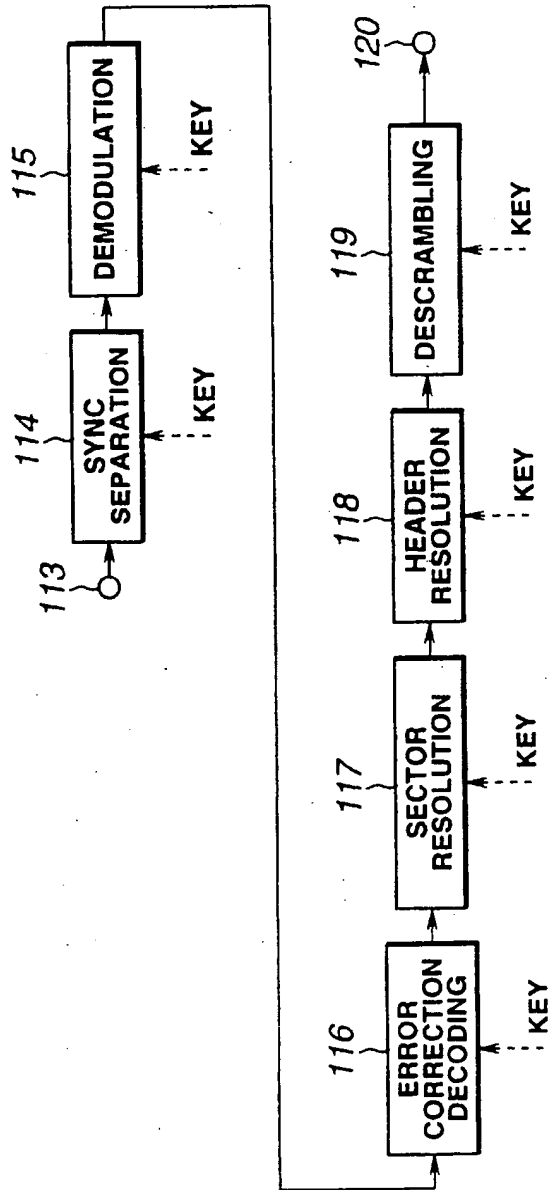 113
114
SYNC
SEPARATION
KEY
115
DEMODULATION
KEY
116
ERROR
CORRECTION
DECODING
KEY
117
SECTOR
RESOLUTION
KEY
118
HEADER
RESOLUTION
KEY
119
DESCRAMBLING
KEY
120